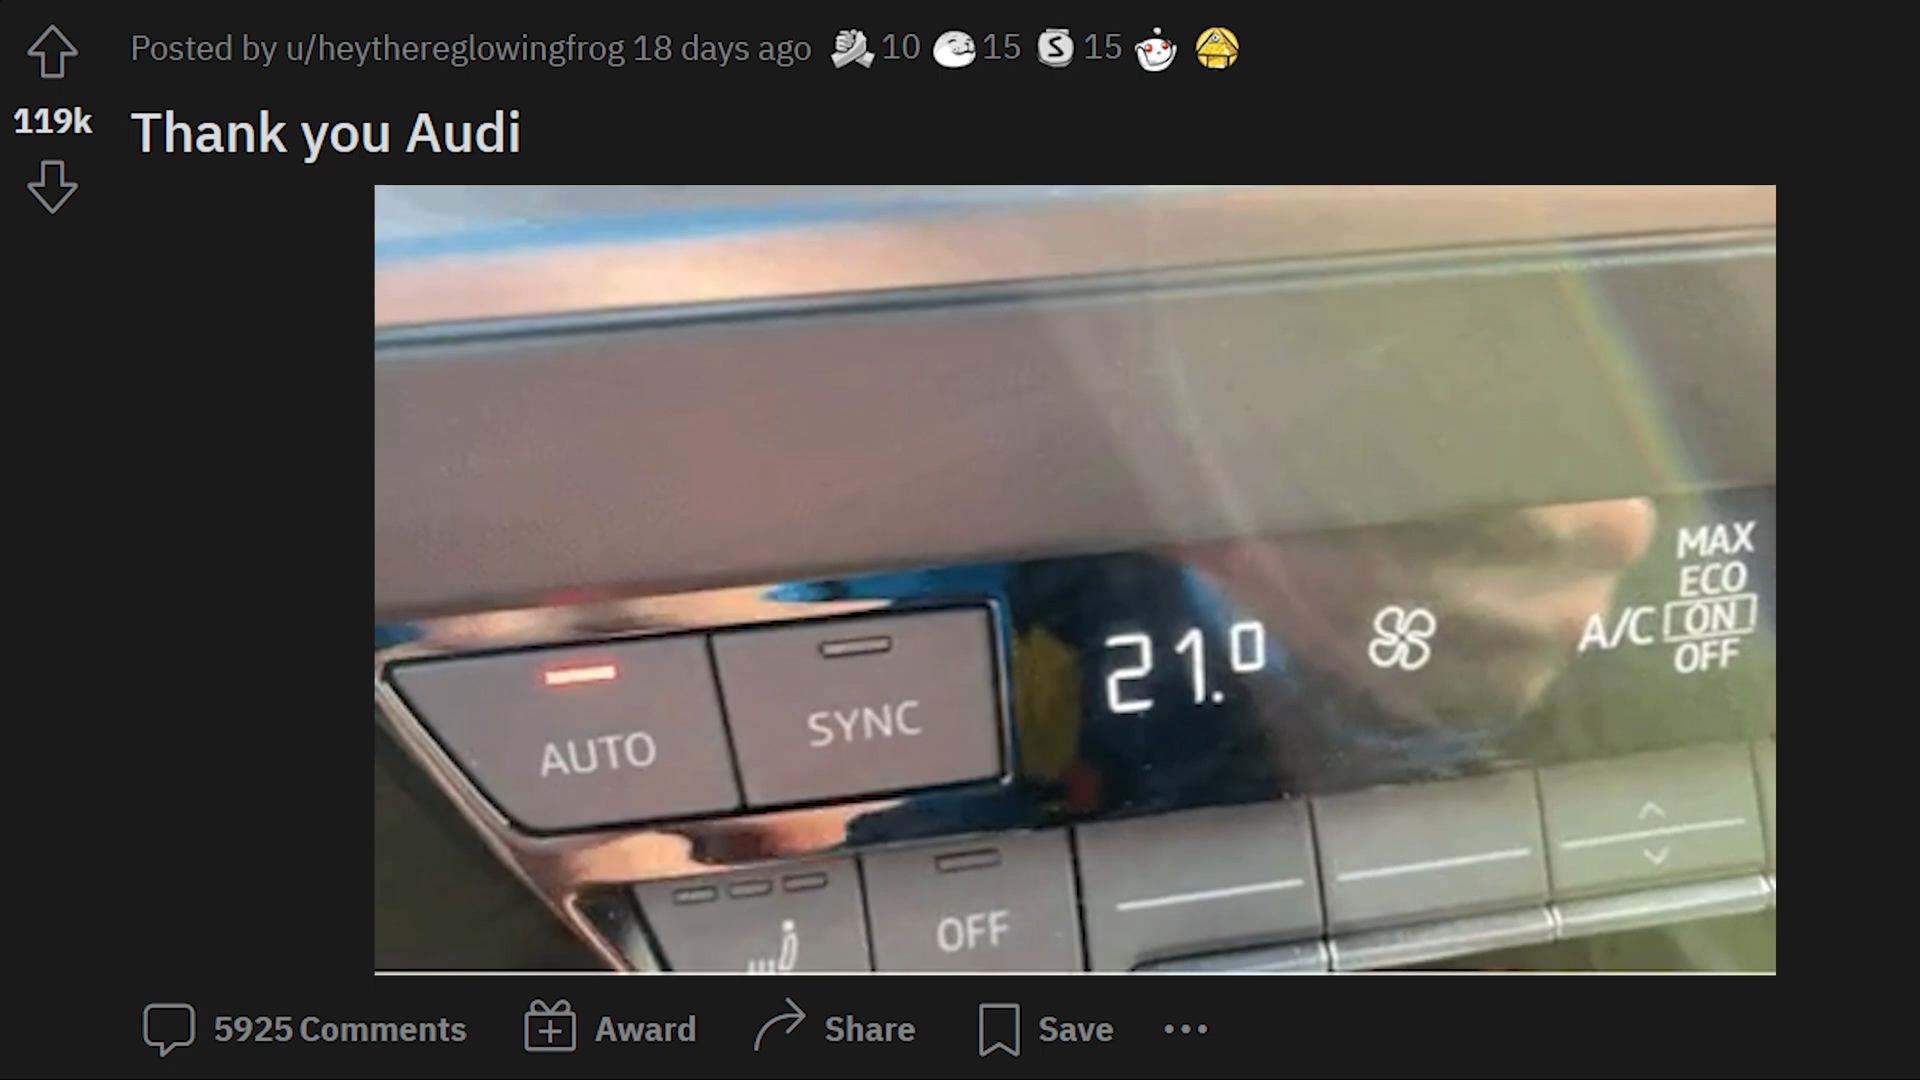 Posted by u/heythereglowingfrog 18 days ago 10 15 S 15
119k
Thank you Audi
MAX
ECO
A/C ON
OFF
21.0
AUTO
SYNC
OFF
5925 Comments Award Share Save